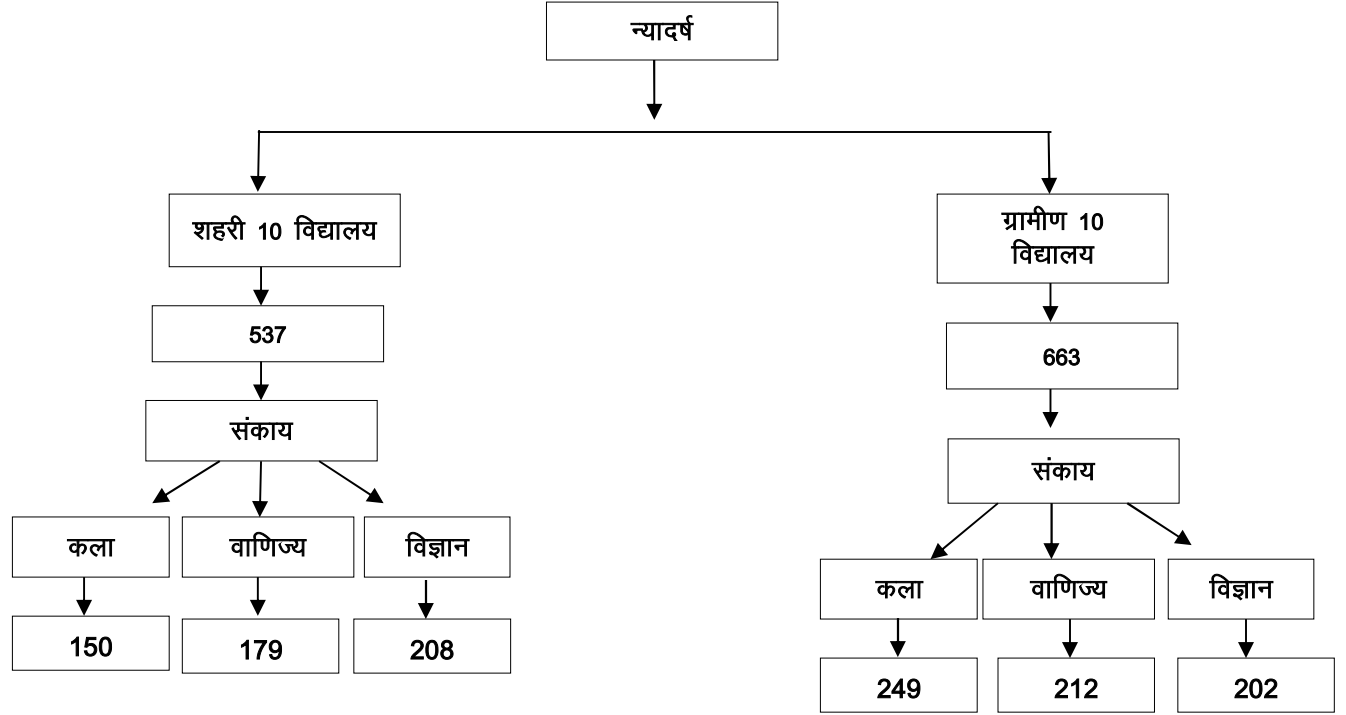 न्यादर्ष
शहरी 10 विद्यालय
537
संकाय
कला
वाणिज्य
विज्ञान
150
179
208
ग्रामीण 10
विद्यालय
663
संकाय
कला
वाणिज्य
विज्ञान
249
212
202